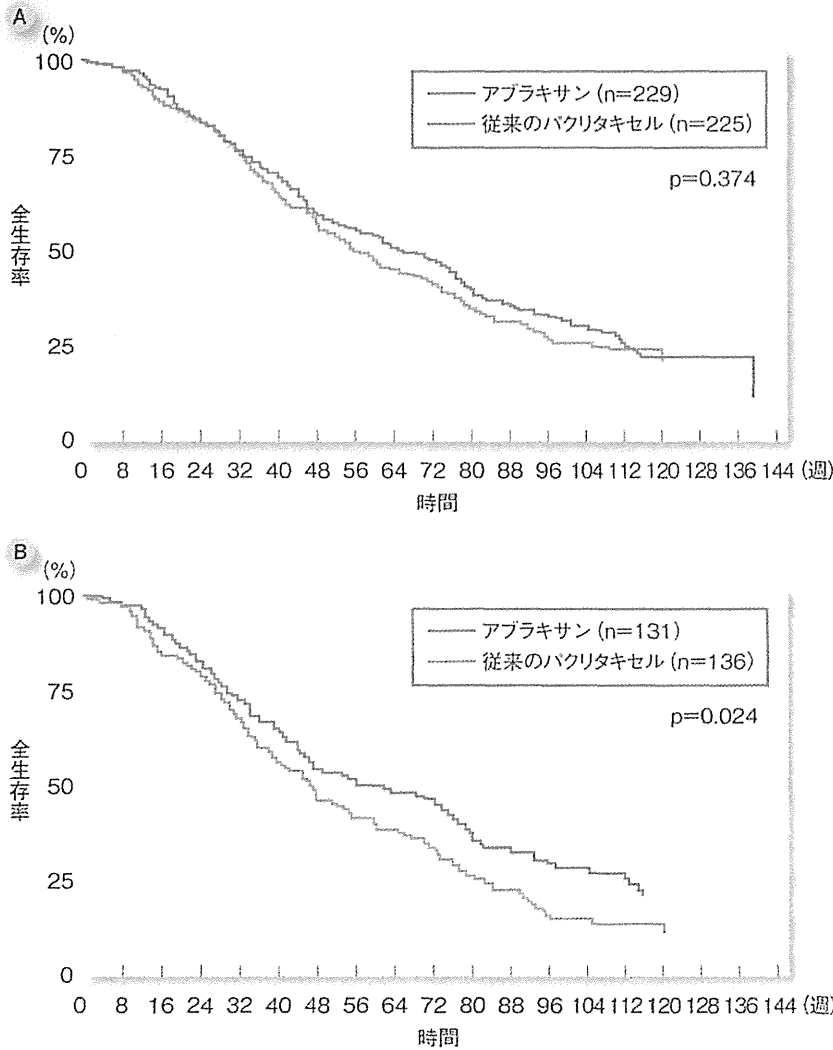 A
(%)
100
75
50
25
0
全生存率
アブラキサン (n=229)
従来のパクリタキセル (n=225)
p=0.374
0 8 16 24 32 40 48 56 64 72 80 88 96 104 112 120 128 136 144 (週)
時間
B
(%)
100
75
50
25
0
全生存率
アブラキサン (n=131)
従来のパクリタキセル (n=136)
p=0.024
0 8 16 24 32 40 48 56 64 72 80 88 96 104 112 120 128 136 144 (週)
時間